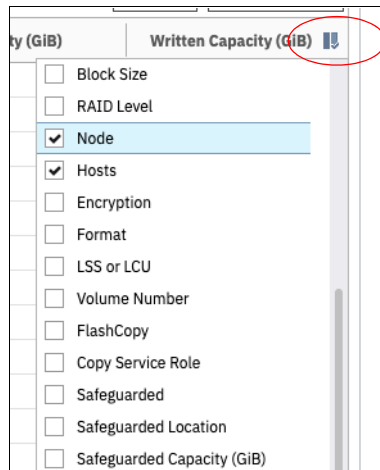 ty (GiB) Written Capacity (GiB)
Block Size
RAID Level
Node
Hosts
Encryption
Format
LSS or LCU
Volume Number
FlashCopy
Copy Service Role
Safeguarded
Safeguarded Location
Safeguarded Capacity (GiB)